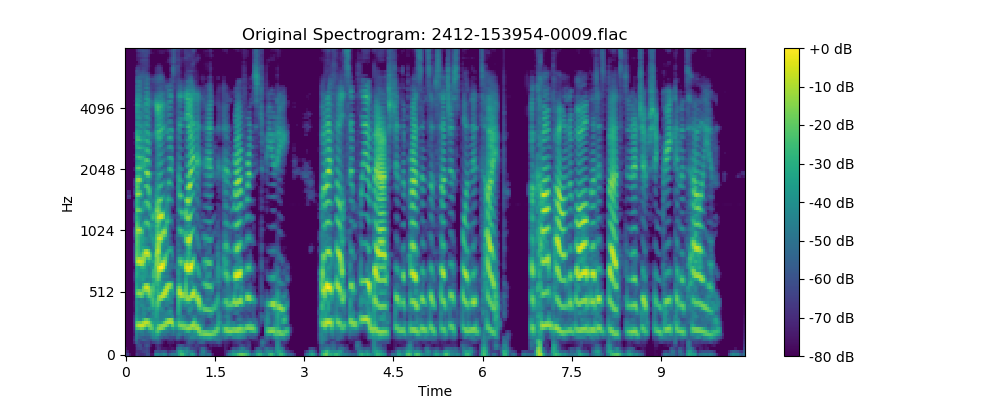 Original Spectrogram: 2412-153954-0009.flac
Hz
4096
2048
1024
512
0
0 1.5 3 4.5 6 7.5 9
Time
+0 dB
-10 dB
-20 dB
-30 dB
-40 dB
-50 dB
-60 dB
-70 dB
-80 dB